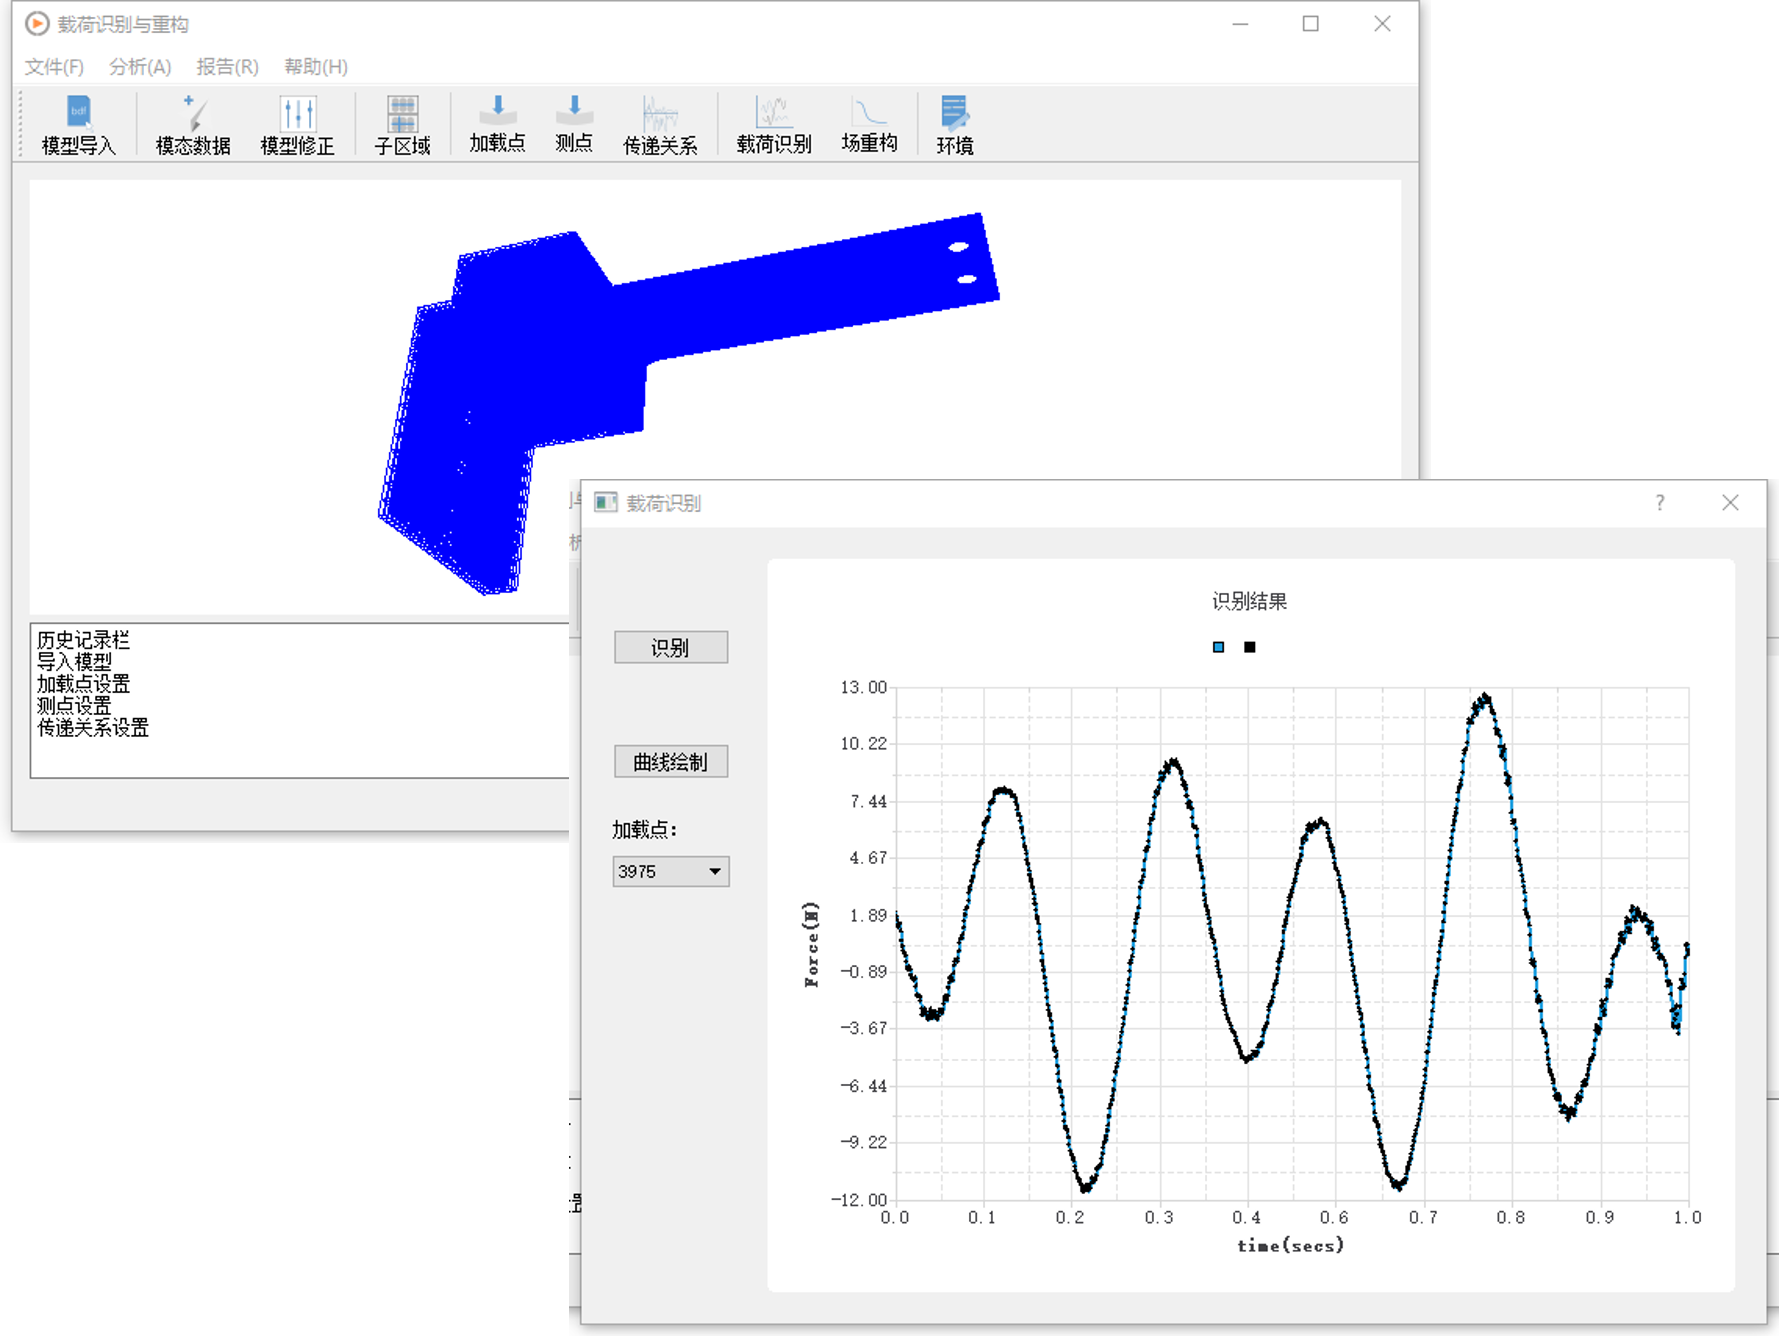 载荷识别与重构
文件(F) 分析(A) 报告(R) 帮助(H)
bdf
模型导入 模态数据 模型修正 子区域 加载点 测点 传递关系 载荷识别 场重构 环境
历史记录栏
导入模型
加载点设置
测点设置
传递关系设置
载荷识别
?
识别
曲线绘制
加载点:
3975
识别结果
13.00
10.22
7.44
4.67
1.89
-0.89
-3.67
-6.44
-9.22
-12.00
Force(N)
0.0 0.1 0.2 0.3 0.4 0.6 0.7 0.8 0.9 1.0
time(secs)